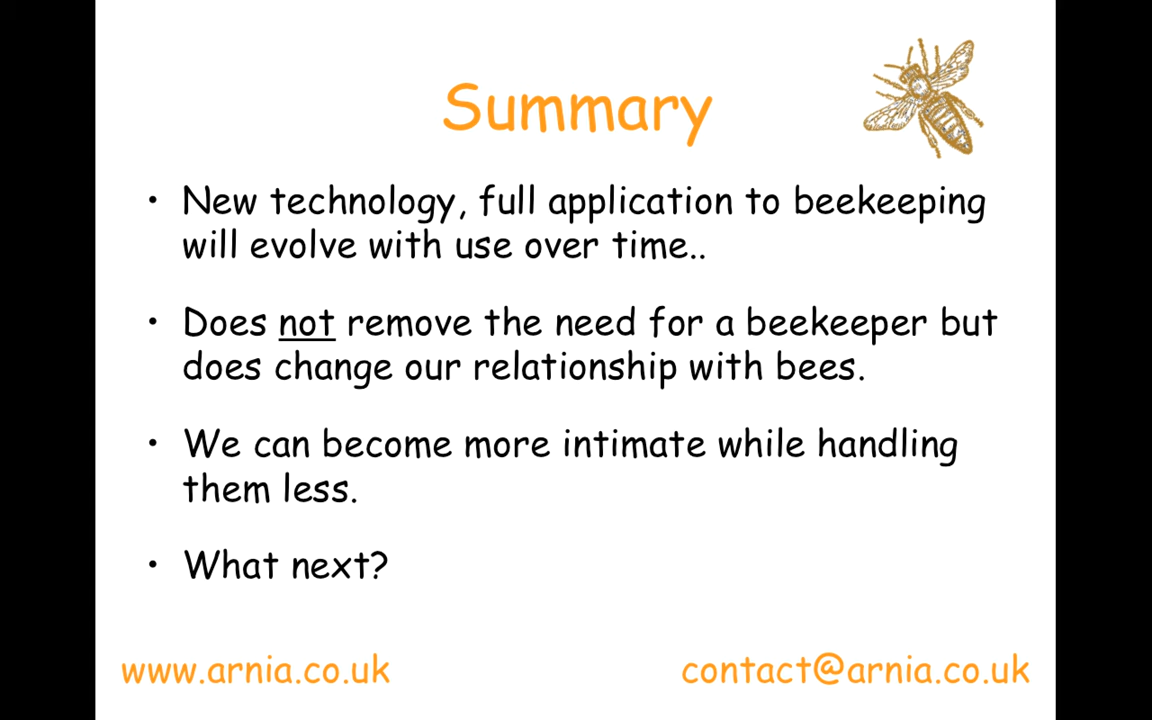 Summary
• New technology, full application to beekeeping
will evolve with use over time..
• Does not remove the need for a beekeeper but
does change our relationship with bees.
• We can become more intimate while handling
them less.
• What next?
www.arnia.co.uk
contact@arnia.co.uk